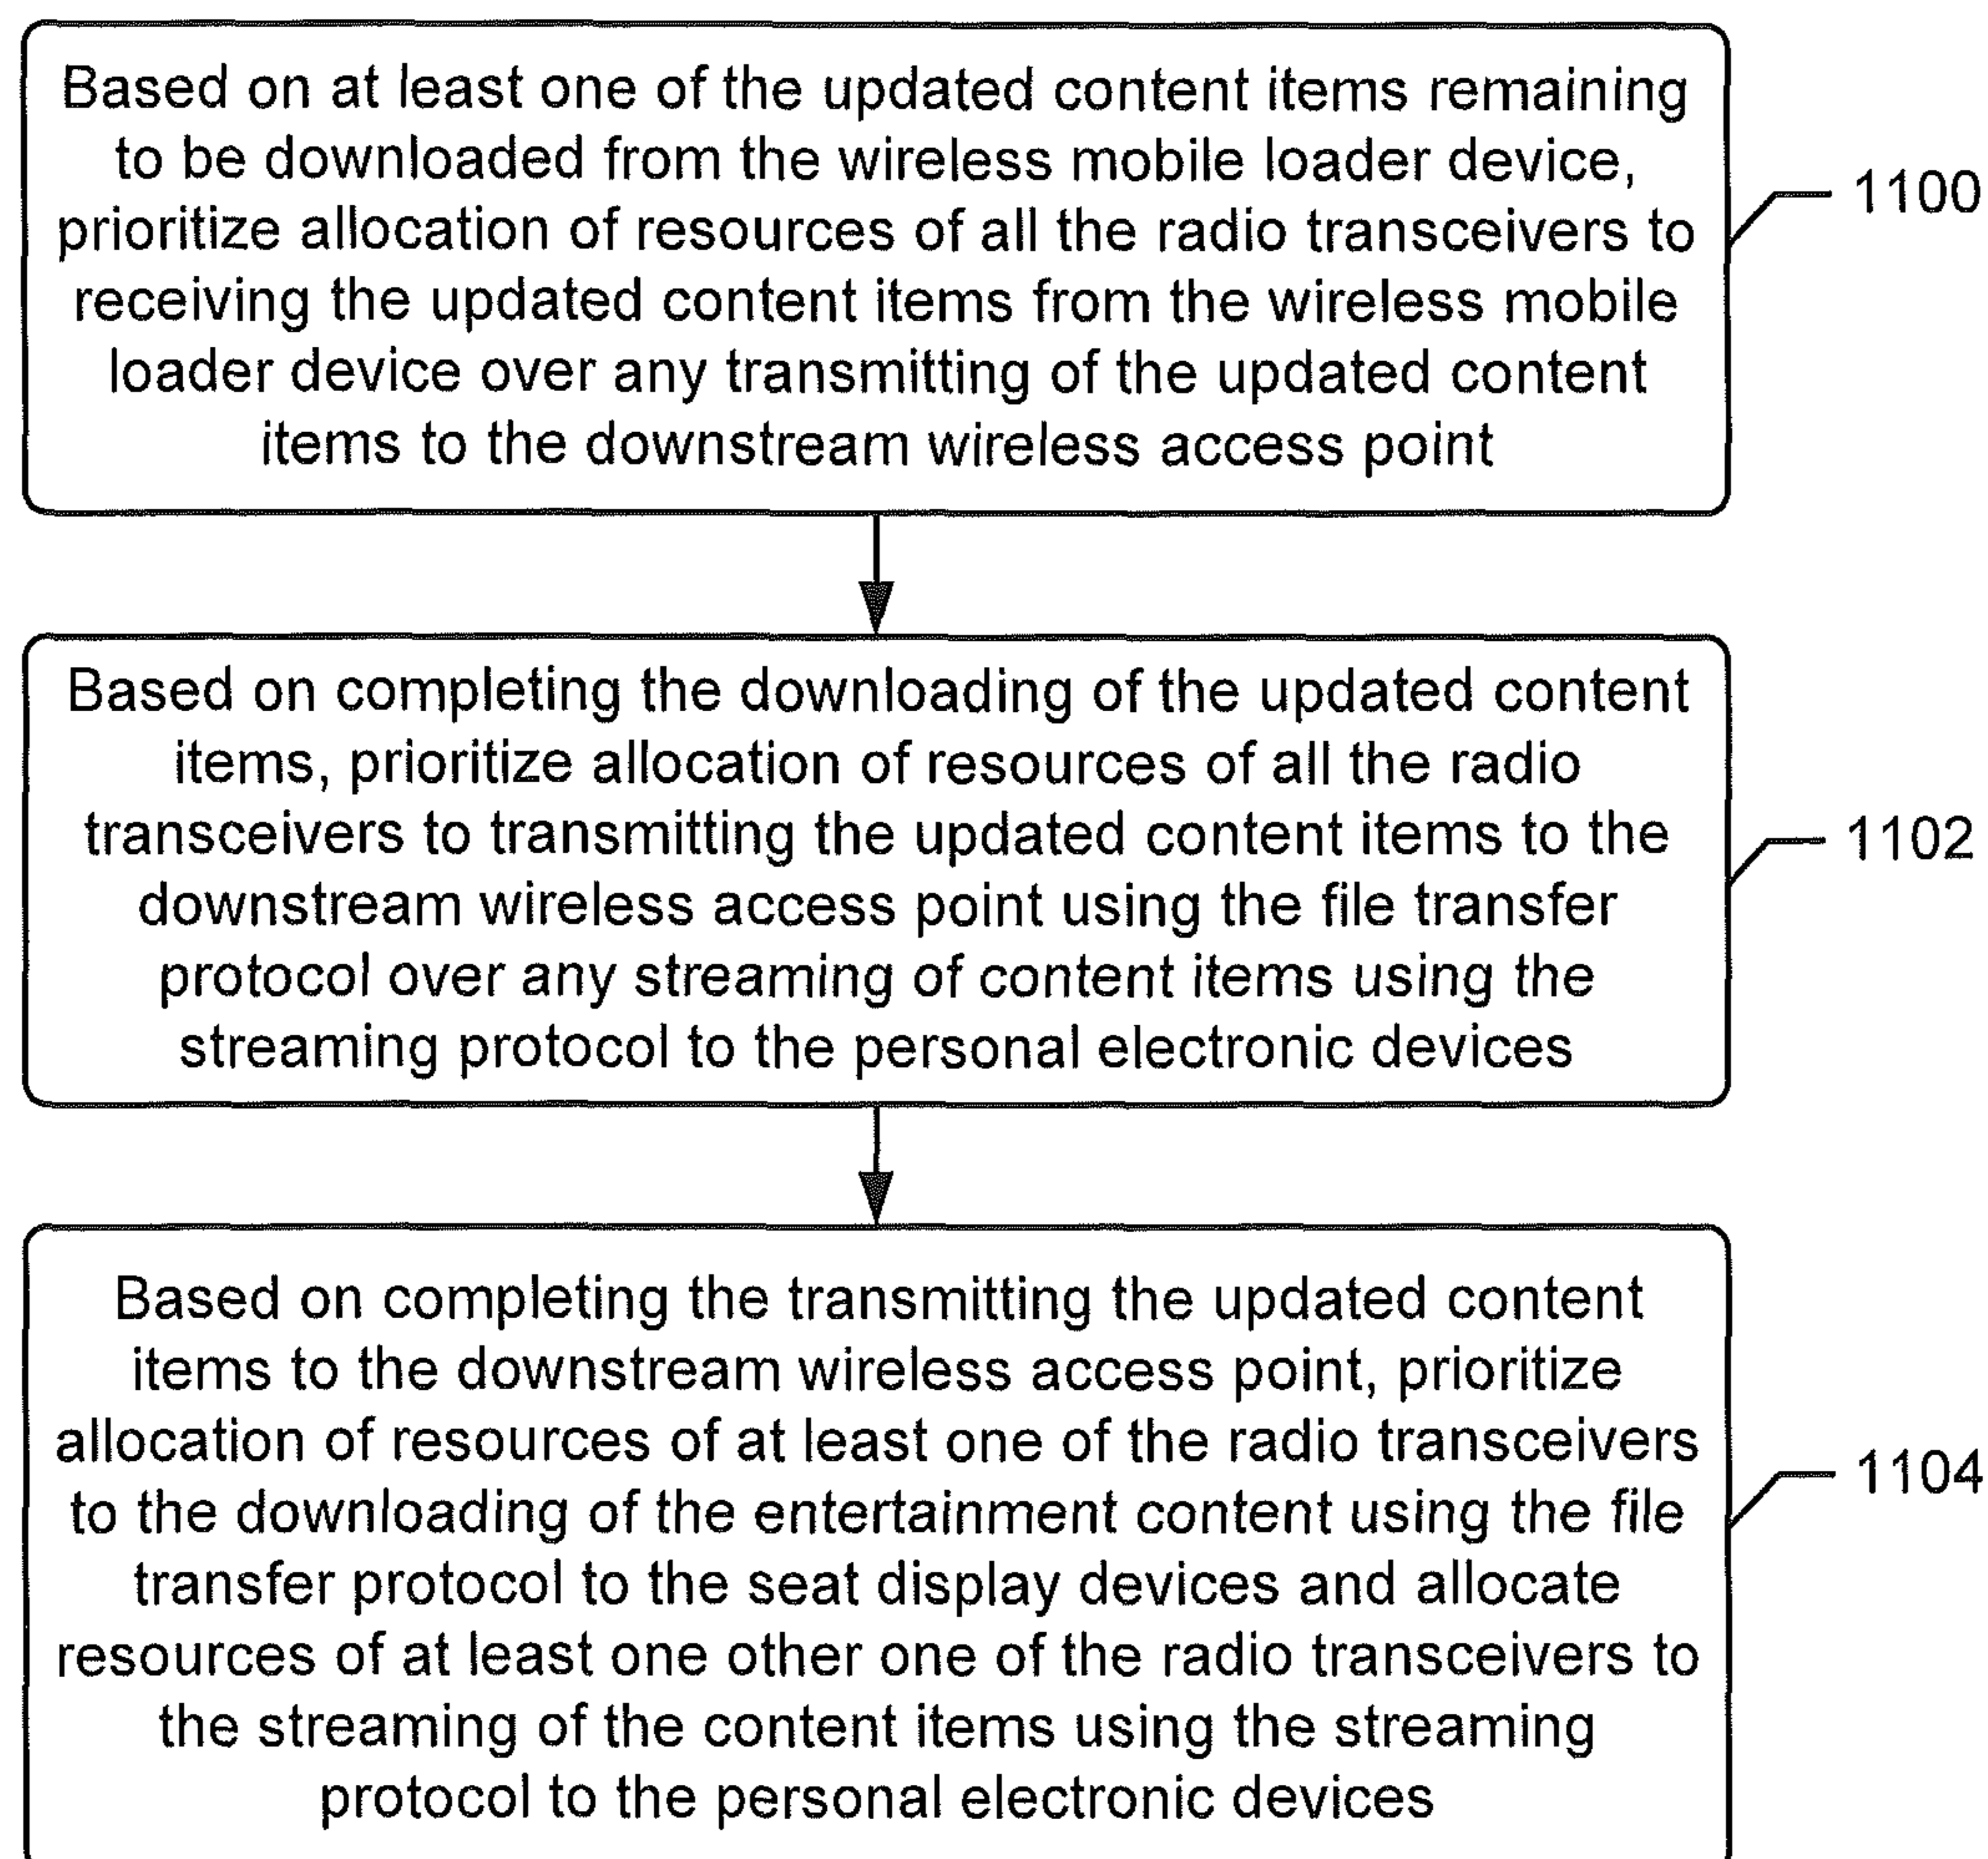 Based on at least one of the updated content items remaining
to be downloaded from the wireless mobile loader device,
prioritize allocation of resources of all the radio transceivers to
receiving the updated content items from the wireless mobile
loader device over any transmitting of the updated content
items to the downstream wireless access point
1100
Based on completing the downloading of the updated content
items, prioritize allocation of resources of all the radio
transceivers to transmitting the updated content items to the
downstream wireless access point using the file transfer
protocol over any streaming of content items using the
streaming protocol to the personal electronic devices
1102
Based on completing the transmitting the updated content
items to the downstream wireless access point, prioritize
allocation of resources of at least one of the radio transceivers
to the downloading of the entertainment content using the file
transfer protocol to the seat display devices and allocate
resources of at least one other one of the radio transceivers to
the streaming of the content items using the streaming
protocol to the personal electronic devices
1104